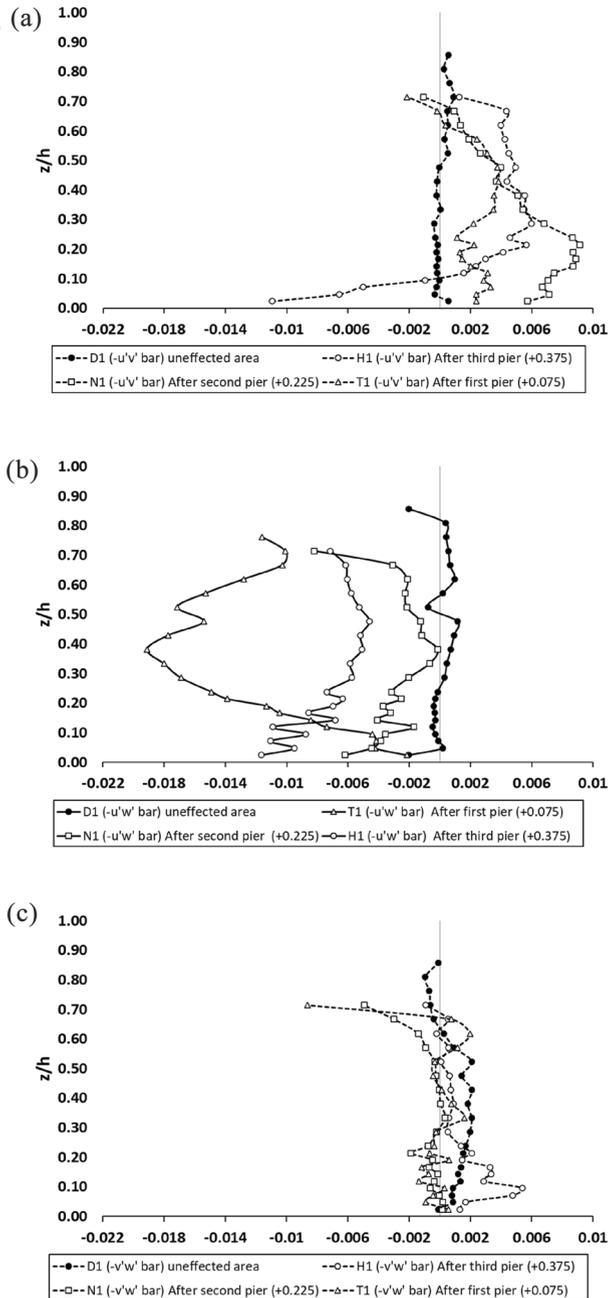 (a)
1.00
0.90
0.80
0.70
0.60
z/h
0.50
0.40
0.30
0.20
0.10
0.00
-0.022 -0.018 -0.014 -0.01 -0.006 -0.002 0.002 0.006 0.01
D1 (-u'v' bar) uneffected area H1 (-u'v' bar) After third pier (+0.375)
N1 (-u'v' bar) After second pier (+0.225) T1 (-u'v' bar) After first pier (+0.075)
(b)
1.00
0.90
0.80
0.70
0.60
z/h
0.50
0.40
0.30
0.20
0.10
0.00
-0.022 -0.018 -0.014 -0.01 -0.006 -0.002 0.002 0.006 0.01
D1 (-u'w' bar) uneffected area T1 (-u'w' bar) After first pier (+0.075)
N1 (-u'w' bar) After second pier (+0.225) H1 (-u'w' bar) After third pier (+0.375)
(c)
1.00
0.90
0.80
0.70
0.60
z/h
0.50
0.40
0.30
0.20
0.10
0.00
-0.022 -0.018 -0.014 -0.01 -0.006 -0.002 0.002 0.006 0.01
D1 (-v'w' bar) uneffected area H1 (-v'w' bar) After third pier (+0.375)
N1 (-v'w' bar) After second pier (+0.225) T1 (-v'w' bar) After first pier (+0.075)